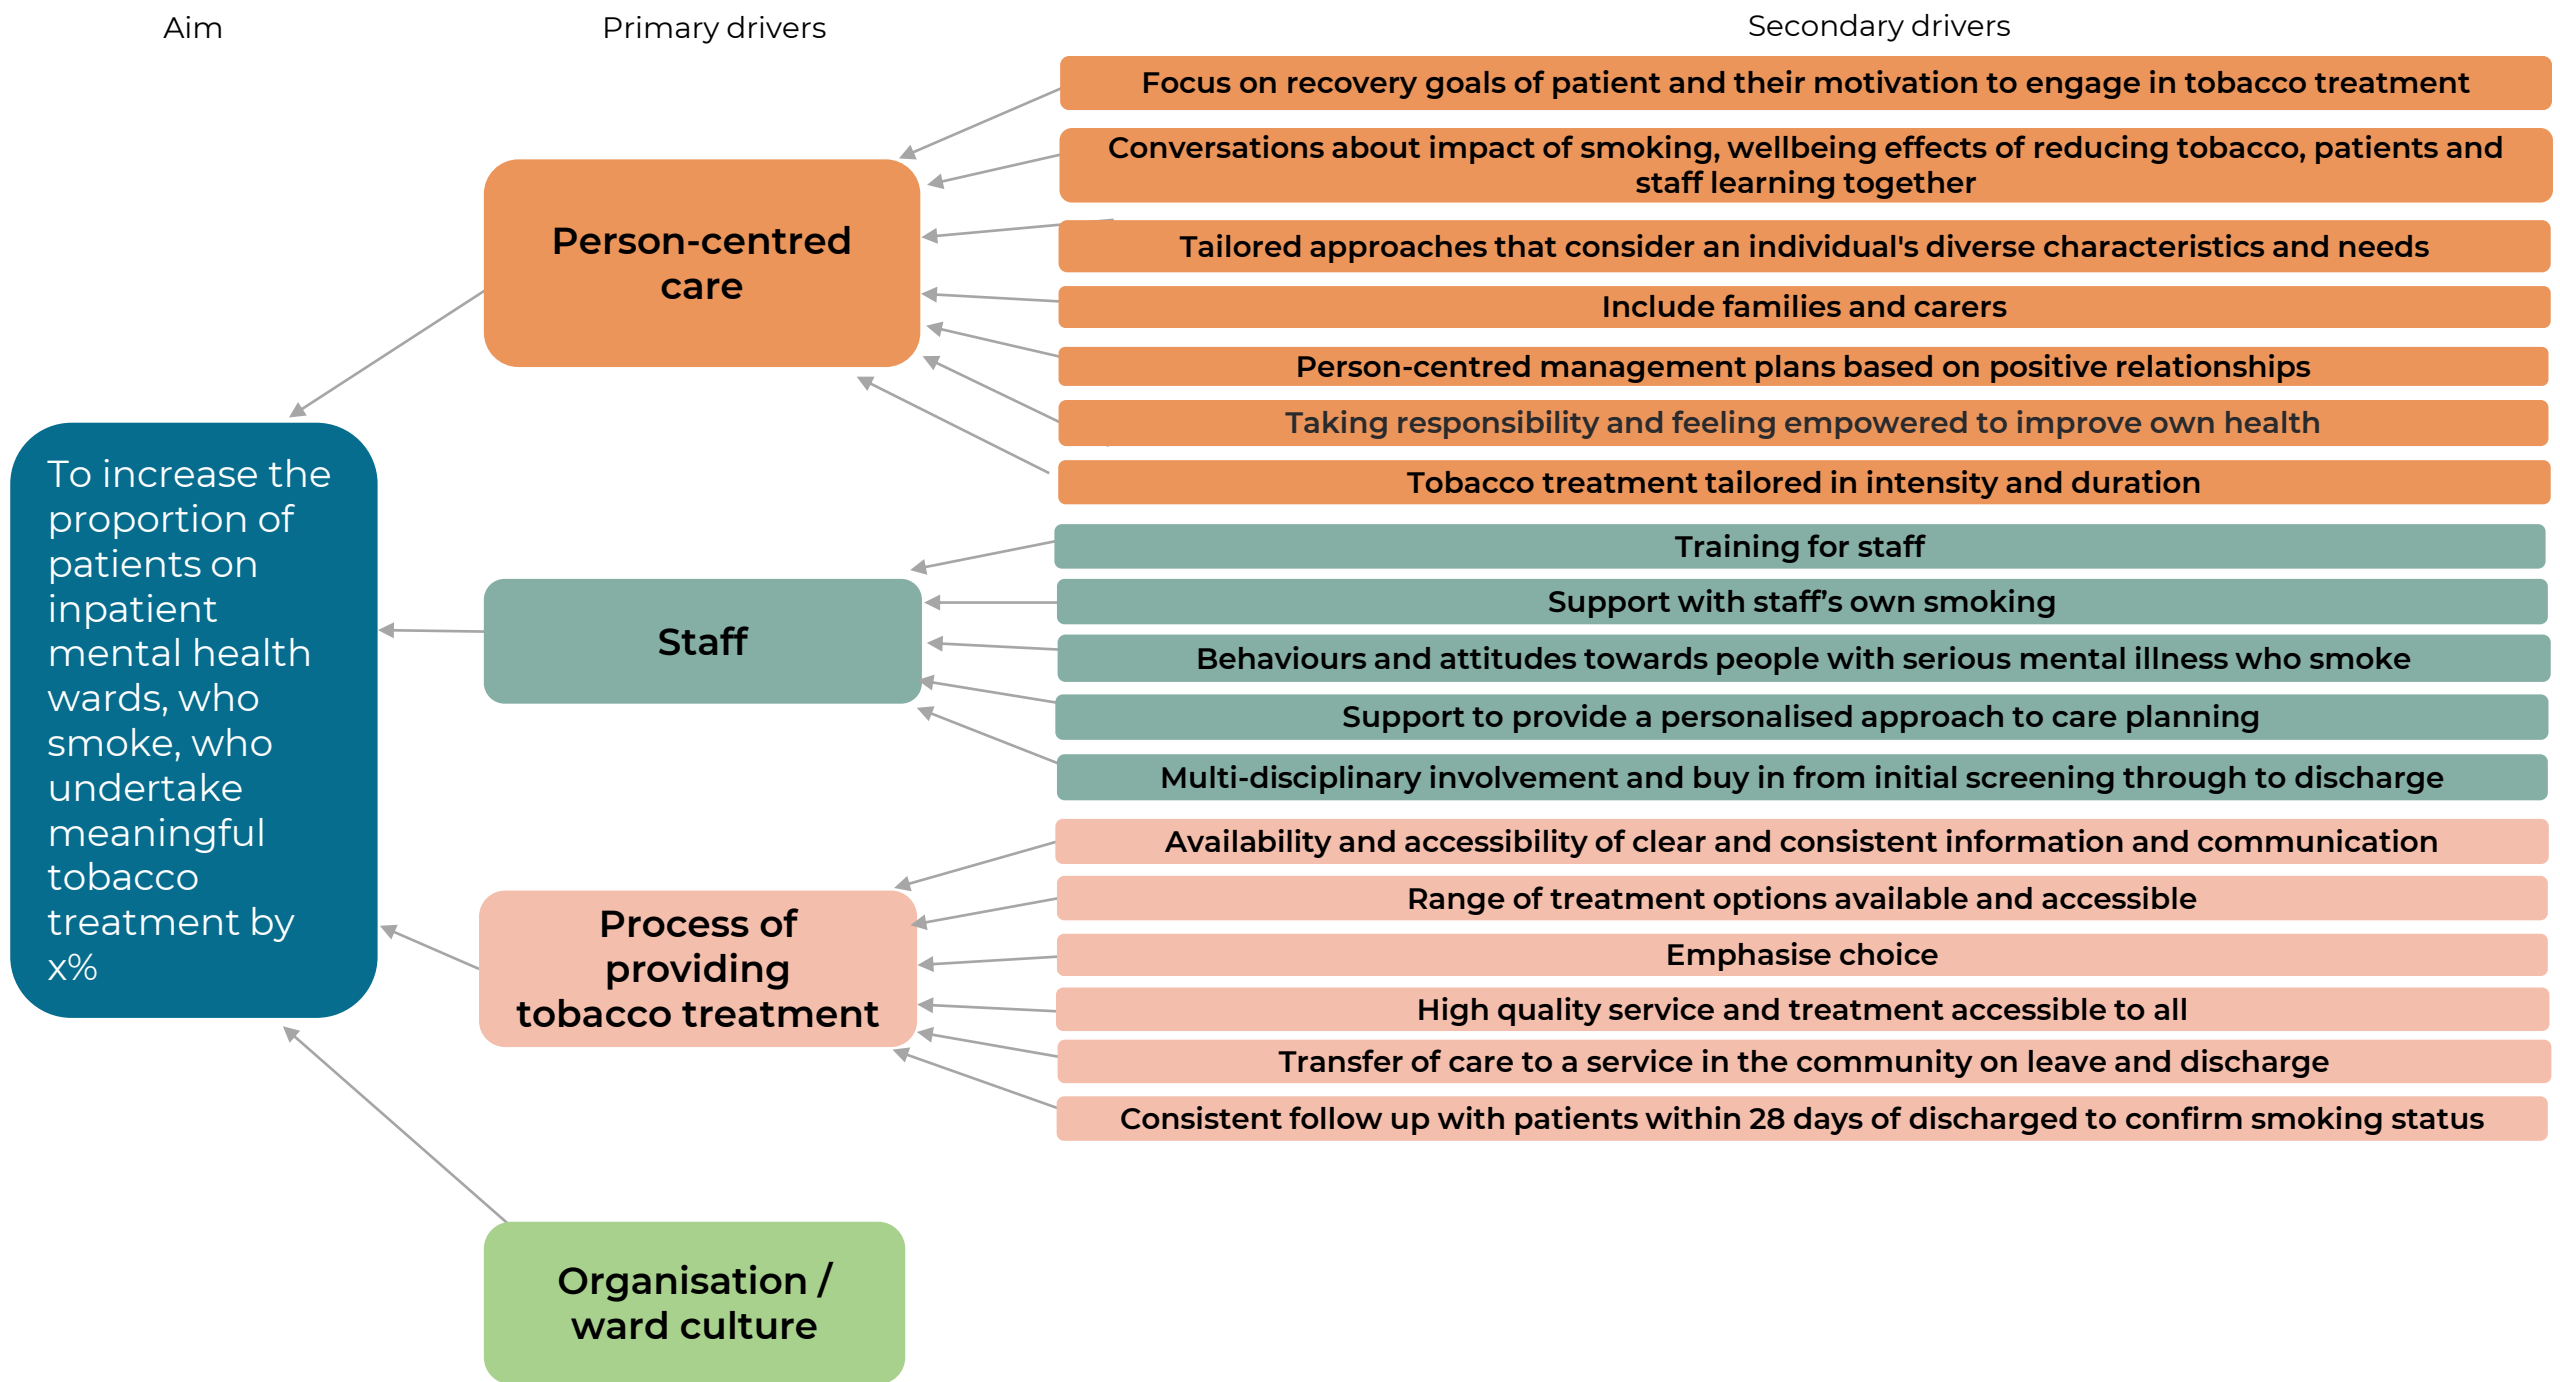 Aim
Primary drivers
Secondary drivers
To increase the
proportion of
patients on
inpatient
mental health
wards, who
smoke, who
undertake
meaningful
tobacco
treatment by
x%
Person-centred
care
Focus on recovery goals of patient and their motivation to engage in tobacco treatment
Conversations about impact of smoking, wellbeing effects of reducing tobacco, patients and
staff learning together
Tailored approaches that consider an individual's diverse characteristics and needs
Include families and carers
Person-centred management plans based on positive relationships
Taking responsibility and feeling empowered to improve own health
Tobacco treatment tailored in intensity and duration
Staff
Training for staff
Support with staff’s own smoking
Behaviours and attitudes towards people with serious mental illness who smoke
Support to provide a personalised approach to care planning
Multi-disciplinary involvement and buy in from initial screening through to discharge
Process of
providing
tobacco treatment
Availability and accessibility of clear and consistent information and communication
Range of treatment options available and accessible
Emphasise choice
High quality service and treatment accessible to all
Transfer of care to a service in the community on leave and discharge
Consistent follow up with patients within 28 days of discharged to confirm smoking status
Organisation /
ward culture